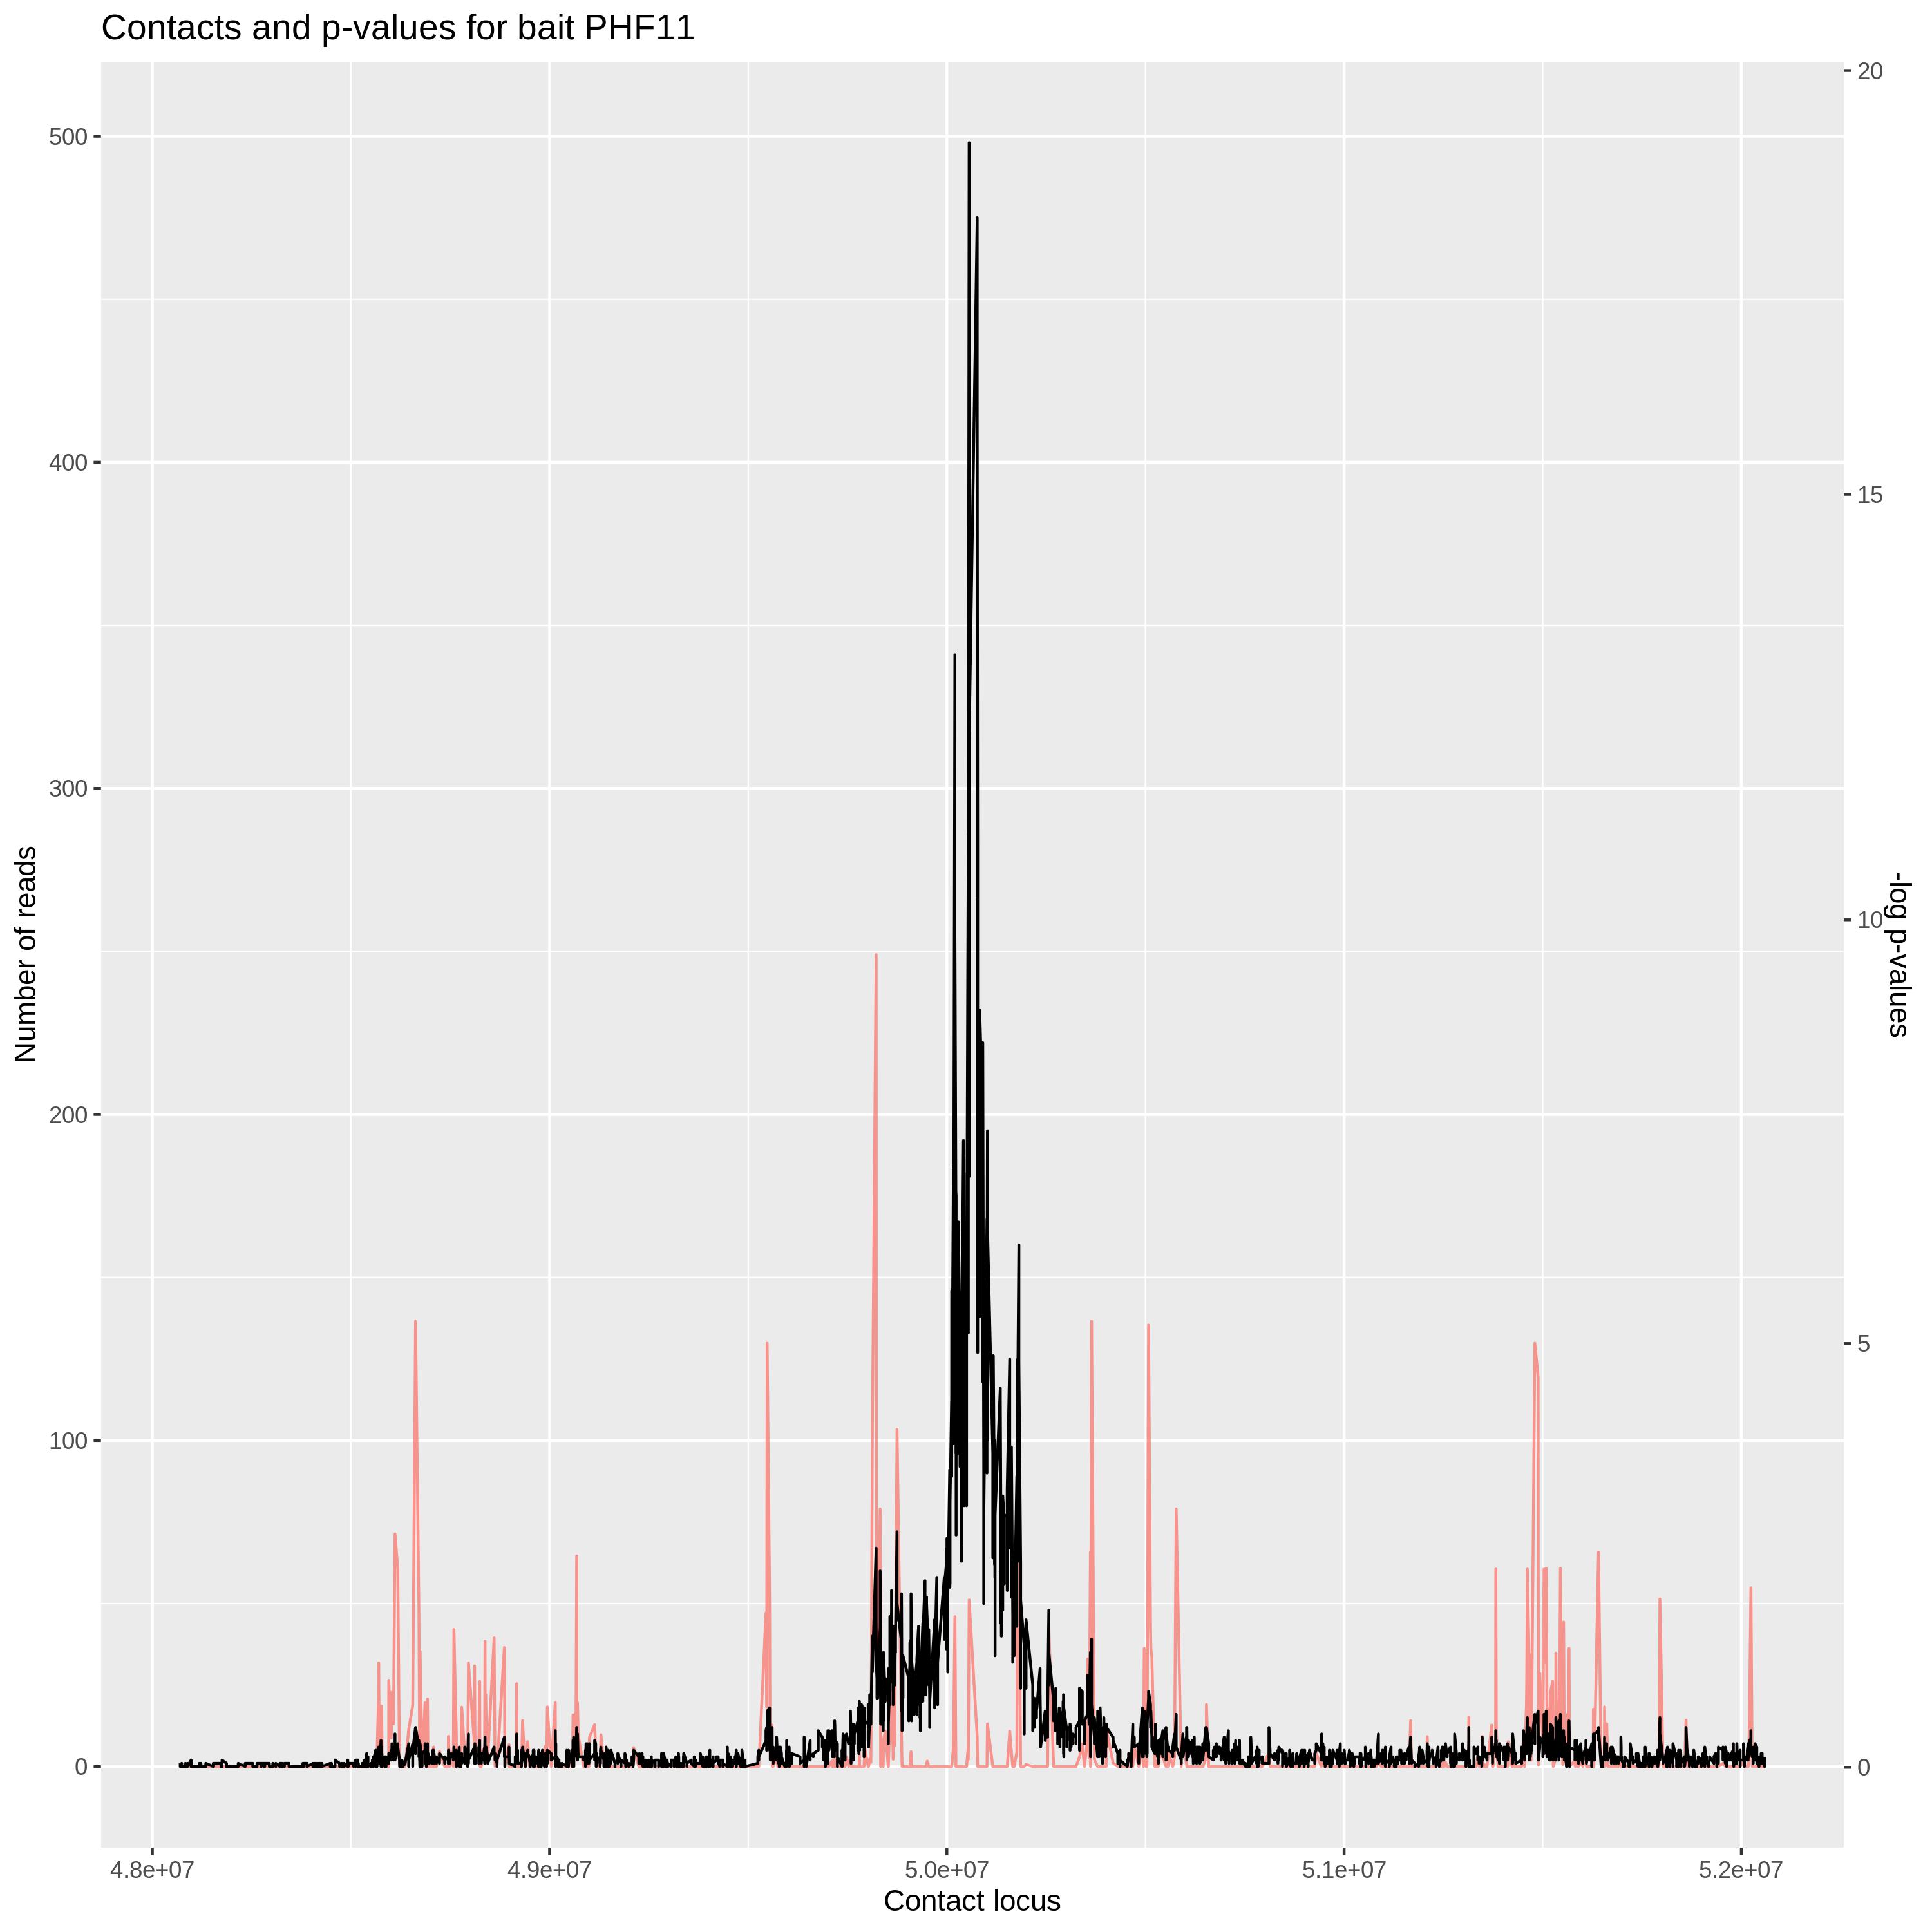 Contacts and p-values for bait PHF11
500
400
300
200
100
0
Number of reads
20
15
10
5
0
-log p-values
4.8e+07
4.9e+07
5.0e+07
5.1e+07
5.2e+07
Contact locus